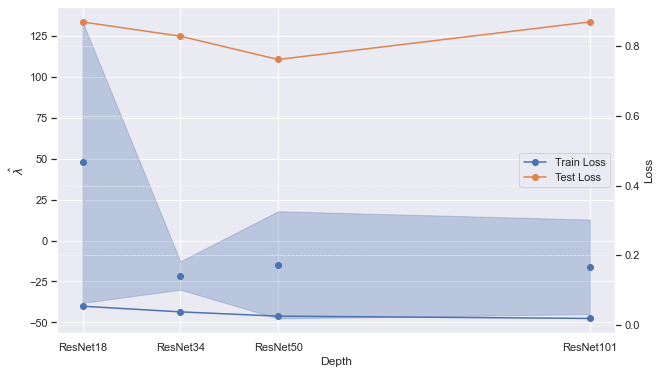 125
100
75
50
25
0
−25
−50
λ̂
0.8
0.6
0.4
0.2
0.0
Loss
Train Loss
Test Loss
ResNet18 ResNet34 ResNet50 ResNet101
Depth